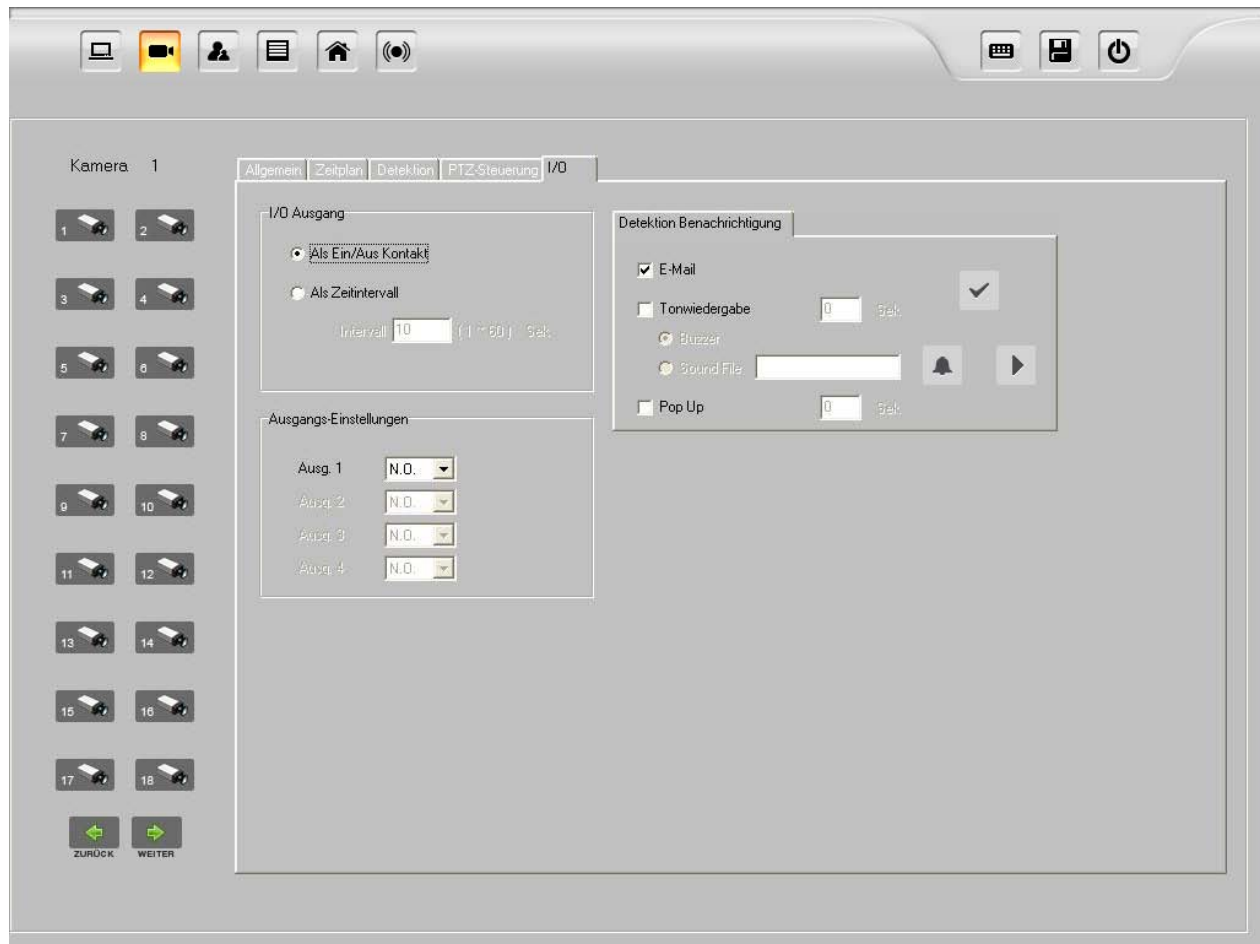 Kamera 1
Allgemein Zeitplan Detektion PTZ-Steuerung I/O
I/O Ausgang
Als Ein/Aus Kontakt
Als Zeitintervall
Intervall 10 ( 1 ~ 60 ) Sek.
Ausgangs-Einstellungen
Ausg. 1 N.O.
Ausg. 2 N.O.
Ausg. 3 N.O.
Ausg. 4 N.O.
Detektion Benachrichtigung
E-Mail
Tonwiedergabe 0 Sek.
Buzzer
Sound File
Pop Up 0 Sek.
1 2
3 4
5 6
7 8
9 10
11 12
13 14
15 16
17 18
ZURÜCK WEITER